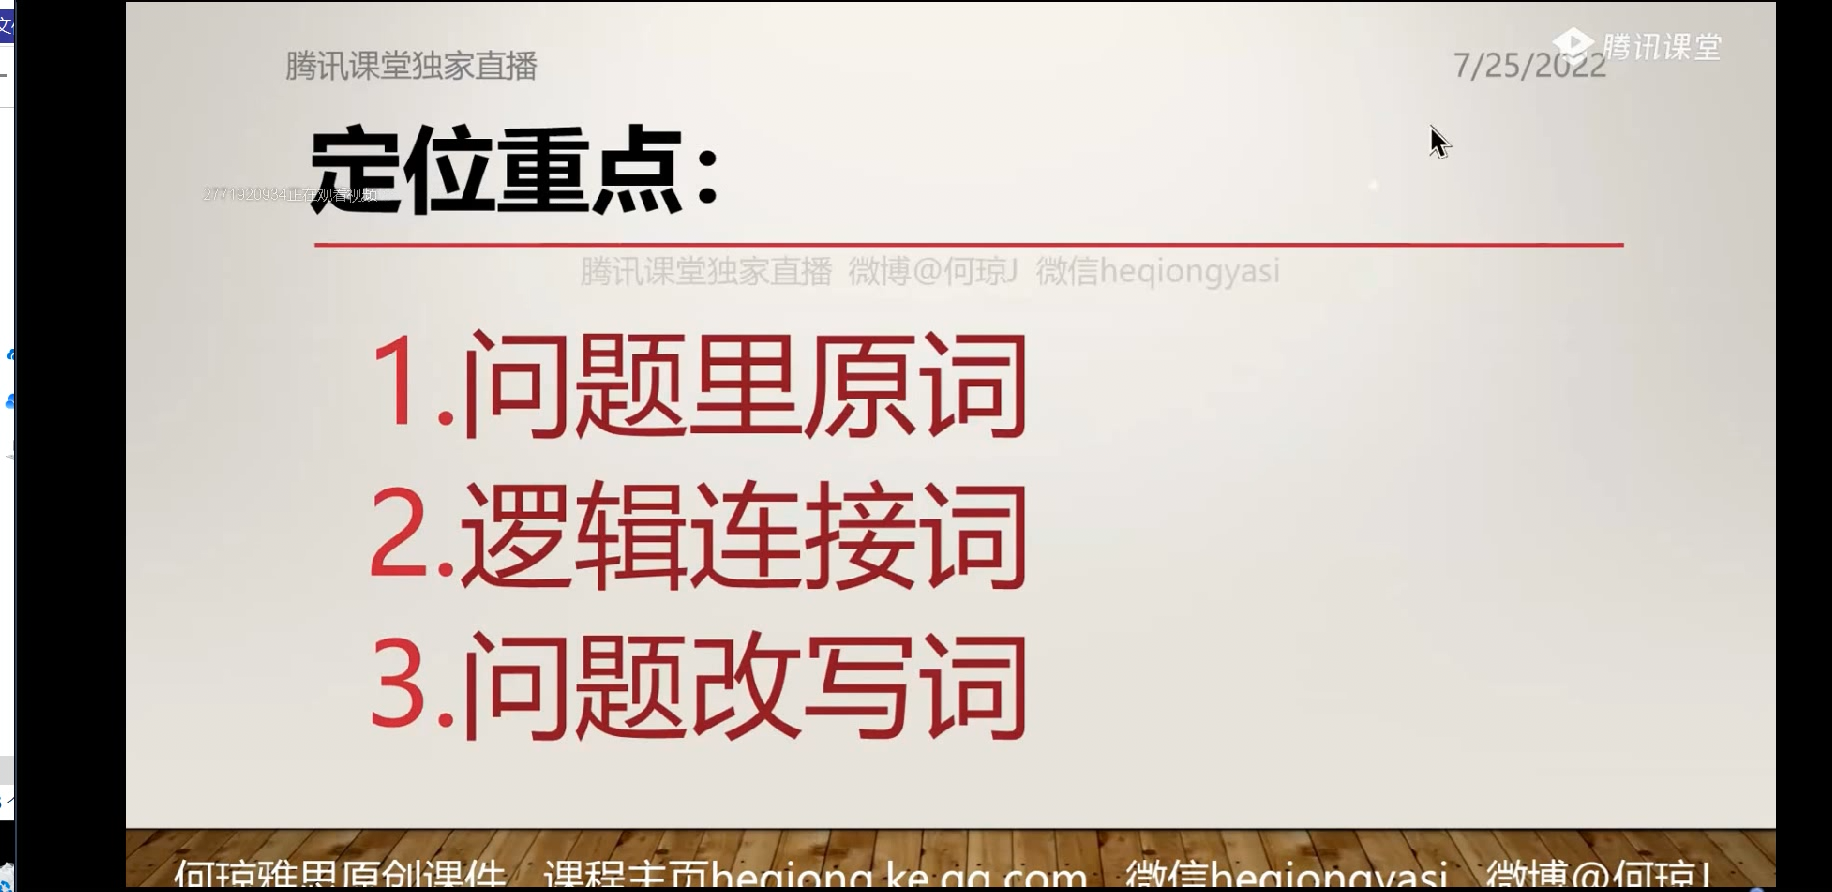 腾讯课堂独家直播
7/25/2022
腾讯课堂
定位重点：
2771920934正在观看视频
腾讯课堂独家直播 微博@何琼J 微信heqiongyasi
1.问题里原词
2.逻辑连接词
3.问题改写词
何琼雅思原创课件 课程主页heqiong.ke.qq.com 微信heqiongyasi 微博@何琼J